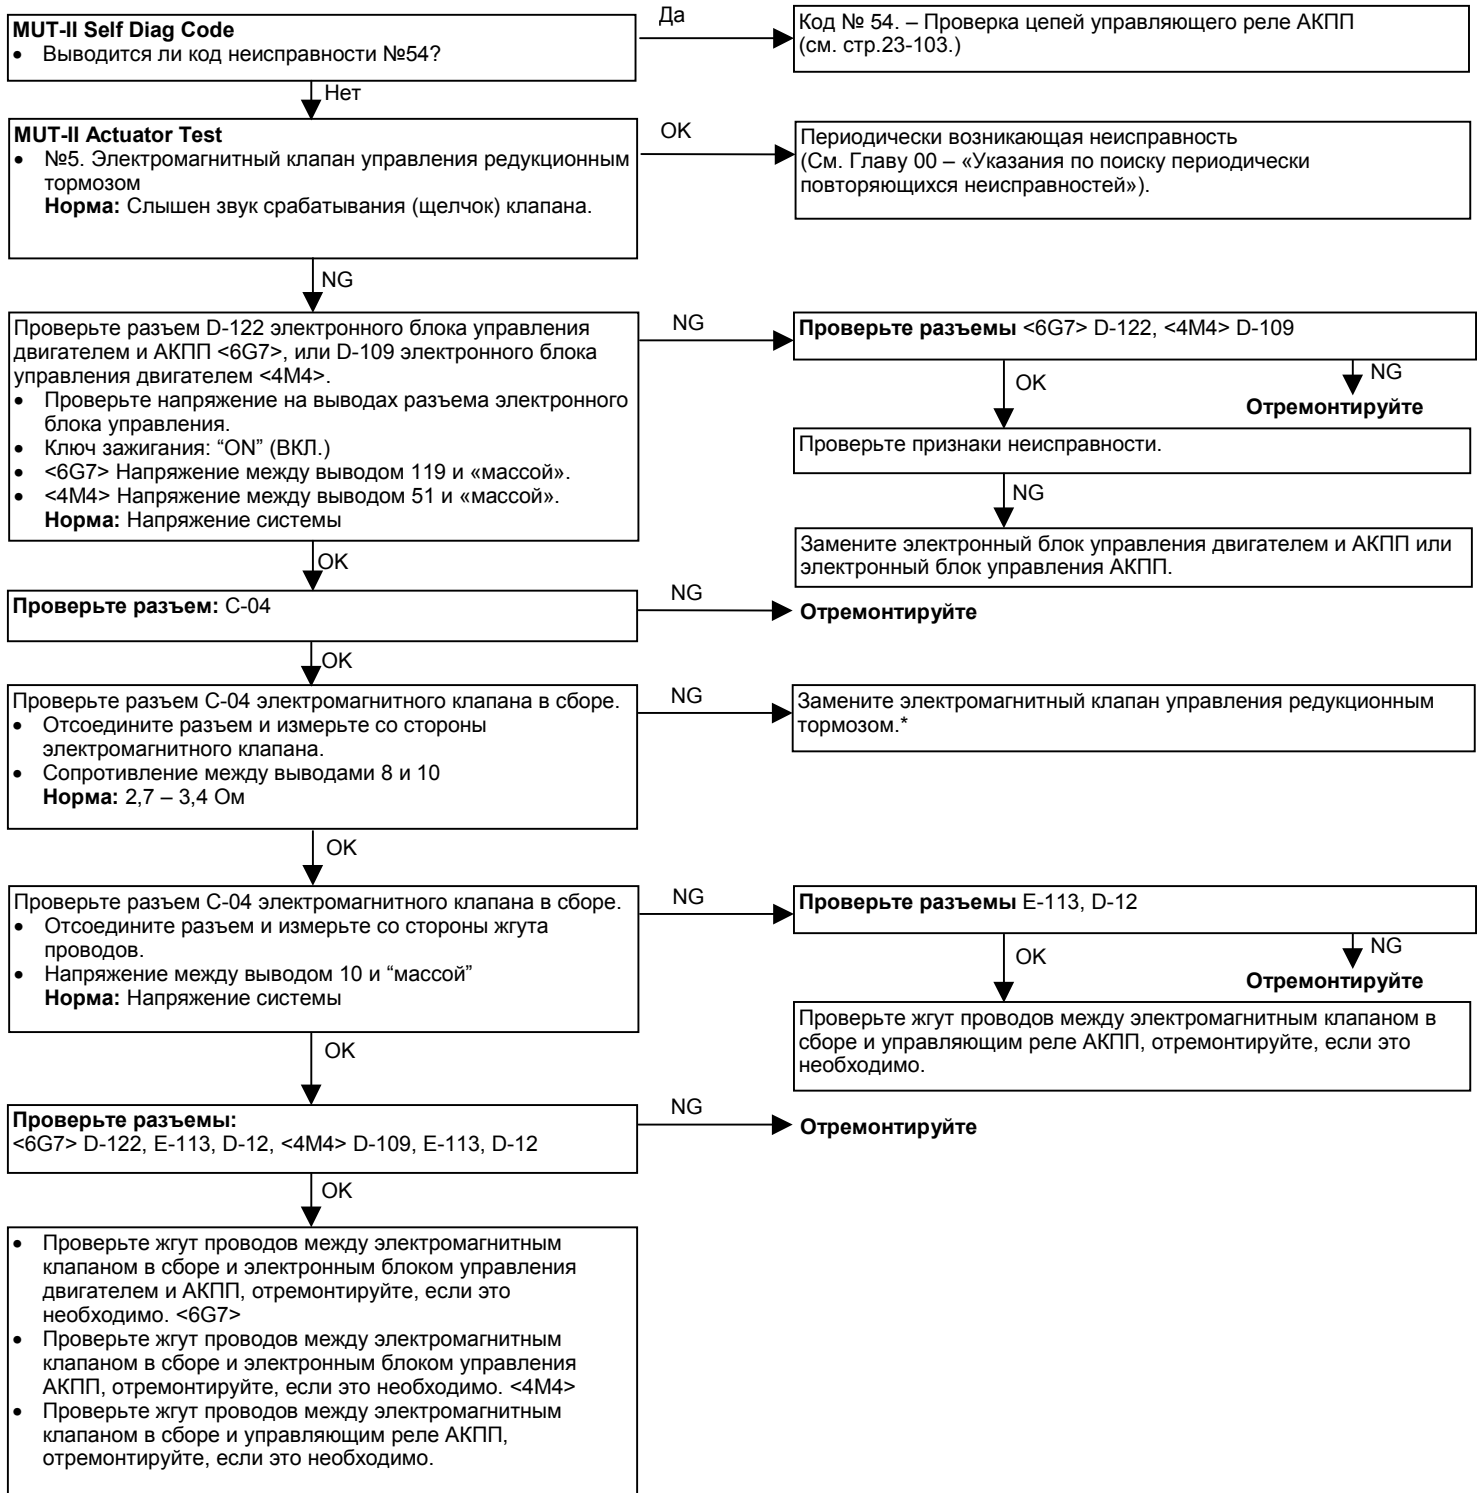 MUT-II Self Diag Code
• Выводится ли код неисправности №54?
Да
Код № 54. – Проверка цепей управляющего реле АКПП
(см. стр.23-103.)
Нет
MUT-II Actuator Test
• №5. Электромагнитный клапан управления редукционным
тормозом
Норма: Слышен звук срабатывания (щелчок) клапана.
OK
Периодически возникающая неисправность
(См. Главу 00 – «Указания по поиску периодически
повторяющихся неисправностей»).
NG
Проверьте разъем D-122 электронного блока управления
двигателем и АКПП <6G7>, или D-109 электронного блока
управления двигателем <4M4>.
• Проверьте напряжение на выводах разъема электронного
блока управления.
• Ключ зажигания: “ON” (ВКЛ.)
• <6G7> Напряжение между выводом 119 и «массой».
• <4M4> Напряжение между выводом 51 и «массой».
Норма: Напряжение системы
NG
Проверьте разъемы <6G7> D-122, <4M4> D-109
OK
NG
Отремонтируйте
Проверьте признаки неисправности.
NG
Замените электронный блок управления двигателем и АКПП или
электронный блок управления АКПП.
OK
Проверьте разъем: C-04
NG
Отремонтируйте
OK
Проверьте разъем C-04 электромагнитного клапана в сборе.
• Отсоедините разъем и измерьте со стороны
электромагнитного клапана.
• Сопротивление между выводами 8 и 10
Норма: 2,7 – 3,4 Ом
NG
Замените электромагнитный клапан управления редукционным
тормозом.*
OK
Проверьте разъем C-04 электромагнитного клапана в сборе.
• Отсоедините разъем и измерьте со стороны жгута
проводов.
• Напряжение между выводом 10 и “массой”
Норма: Напряжение системы
NG
Проверьте разъемы E-113, D-12
OK
NG
Отремонтируйте
Проверьте жгут проводов между электромагнитным клапаном в
сборе и управляющим реле АКПП, отремонтируйте, если это
необходимо.
OK
Проверьте разъемы:
<6G7> D-122, E-113, D-12, <4M4> D-109, E-113, D-12
NG
Отремонтируйте
OK
• Проверьте жгут проводов между электромагнитным
клапаном в сборе и электронным блоком управления
двигателем и АКПП, отремонтируйте, если это
необходимо. <6G7>
• Проверьте жгут проводов между электромагнитным
клапаном в сборе и электронным блоком управления
АКПП, отремонтируйте, если это необходимо. <4M4>
• Проверьте жгут проводов между электромагнитным
клапаном в сборе и управляющим реле АКПП,
отремонтируйте, если это необходимо.